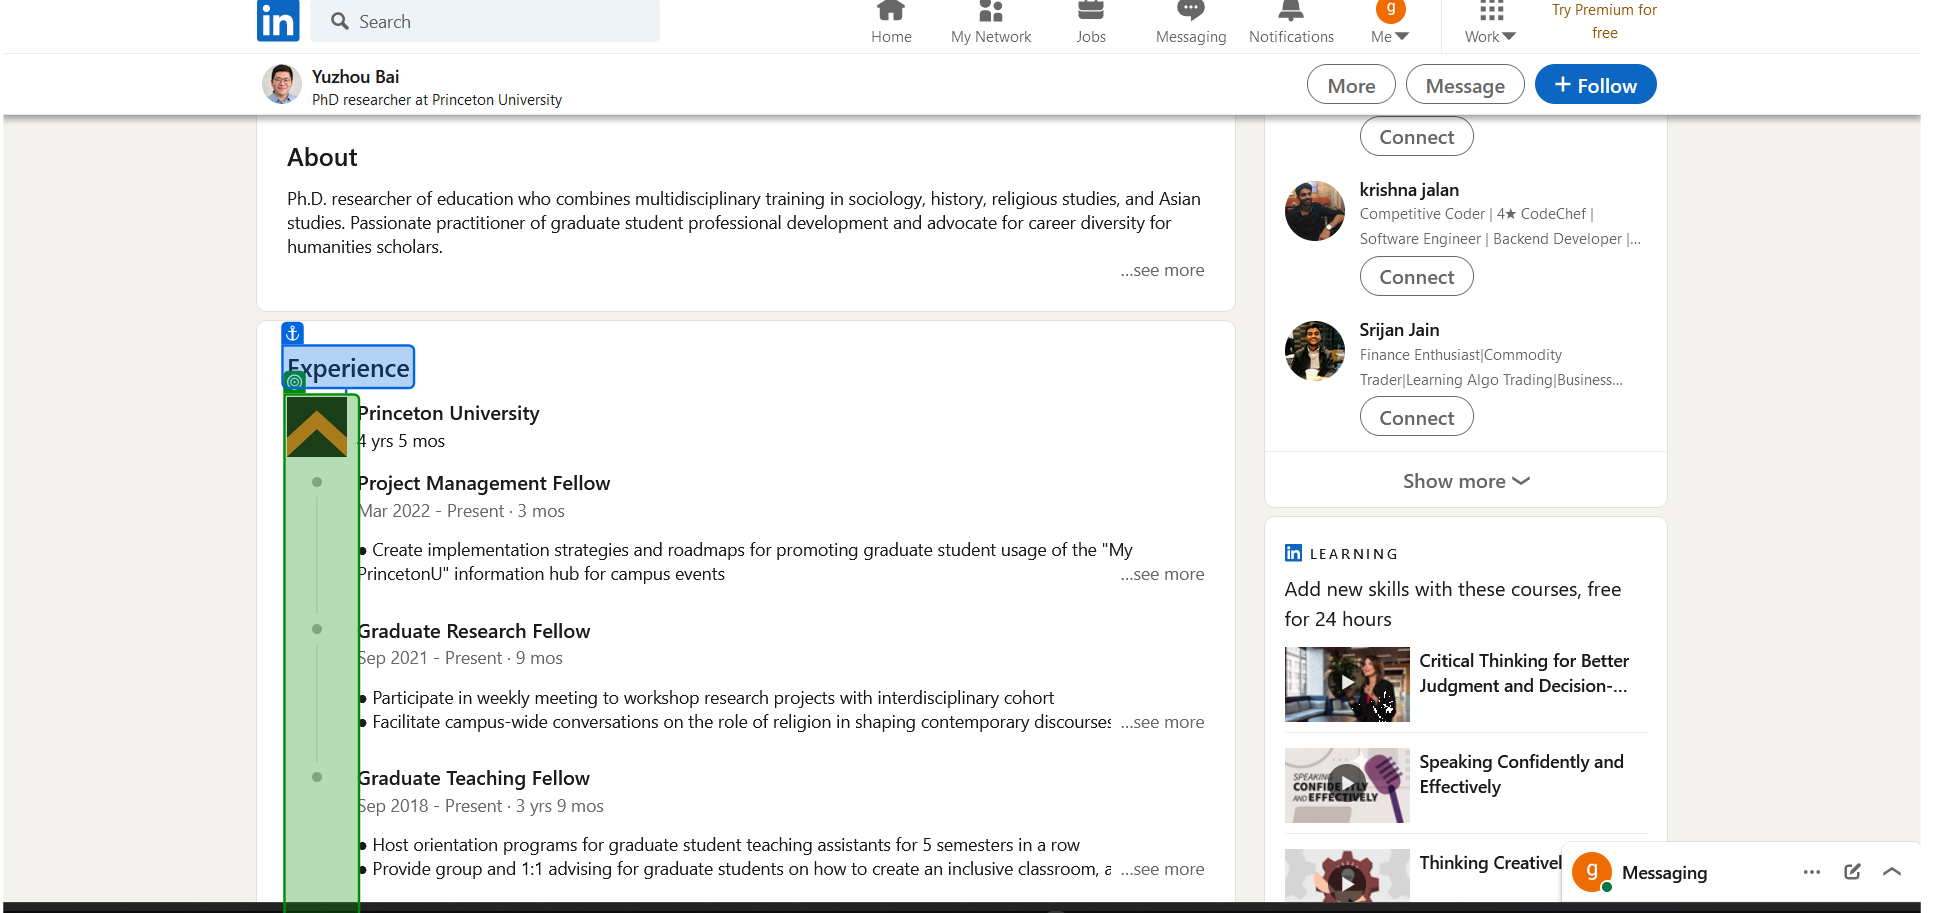 in
Search
Home
My Network
Jobs
Messaging
Notifications
g
Me
Work
Try Premium for
free
Yuzhou Bai
PhD researcher at Princeton University
More
Message
+ Follow
About
Ph.D. researcher of education who combines multidisciplinary training in sociology, history, religious studies, and Asian
studies. Passionate practitioner of graduate student professional development and advocate for career diversity for
humanities scholars.
...see more
Experience
Princeton University
4 yrs 5 mos
Project Management Fellow
Mar 2022 - Present · 3 mos
● Create implementation strategies and roadmaps for promoting graduate student usage of the "My
PrincetonU" information hub for campus events
...see more
Graduate Research Fellow
Sep 2021 - Present · 9 mos
● Participate in weekly meeting to workshop research projects with interdisciplinary cohort
● Facilitate campus-wide conversations on the role of religion in shaping contemporary discourses
...see more
Graduate Teaching Fellow
Sep 2018 - Present · 3 yrs 9 mos
● Host orientation programs for graduate student teaching assistants for 5 semesters in a row
● Provide group and 1:1 advising for graduate students on how to create an inclusive classroom, a
...see more
Connect
krishna jalan
Competitive Coder | 4★ CodeChef |
Software Engineer | Backend Developer |...
Connect
Srijan Jain
Finance Enthusiast|Commodity
Trader|Learning Algo Trading|Business...
Connect
Show more
in LEARNING
Add new skills with these courses, free
for 24 hours
Critical Thinking for Better
Judgment and Decision-...
SPEAKING
CONFIDENTLY
AND EFFECTIVELY
Speaking Confidently and
Effectively
Thinking Creativel
g
Messaging
...